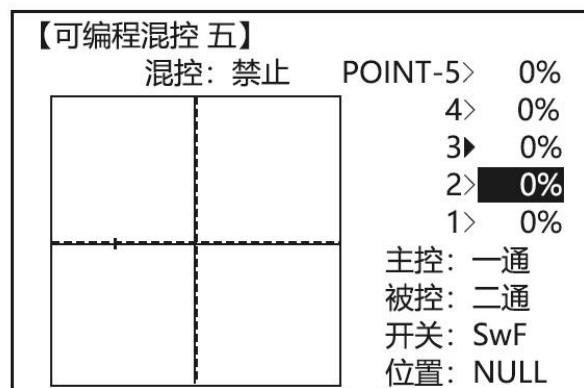 【可编程混控 五】
混控：禁止 POINT-5> 0%
4> 0%
3▶ 0%
2> 0%
1> 0%
主控：一通
被控：二通
开关：SwF
位置：NULL